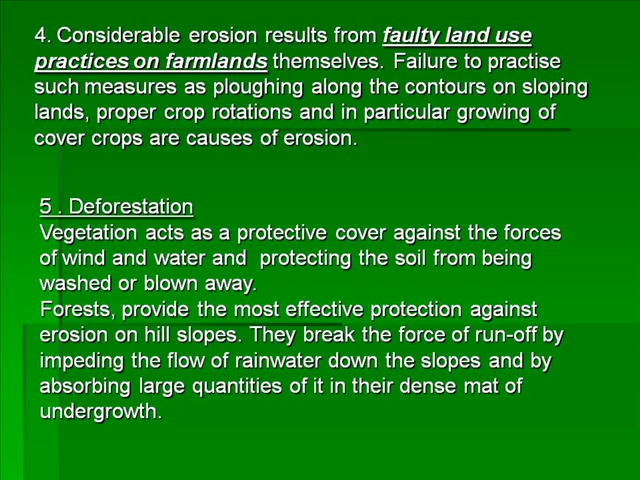 4. Considerable erosion results from faulty land use
practices on farmlands themselves. Failure to practise
such measures as ploughing along the contours on sloping
lands, proper crop rotations and in particular growing of
cover crops are causes of erosion.
5 . Deforestation
Vegetation acts as a protective cover against the forces
of wind and water and  protecting the soil from being
washed or blown away.
Forests, provide the most effective protection against
erosion on hill slopes. They break the force of run-off by
impeding the flow of rainwater down the slopes and by
absorbing large quantities of it in their dense mat of
undergrowth.